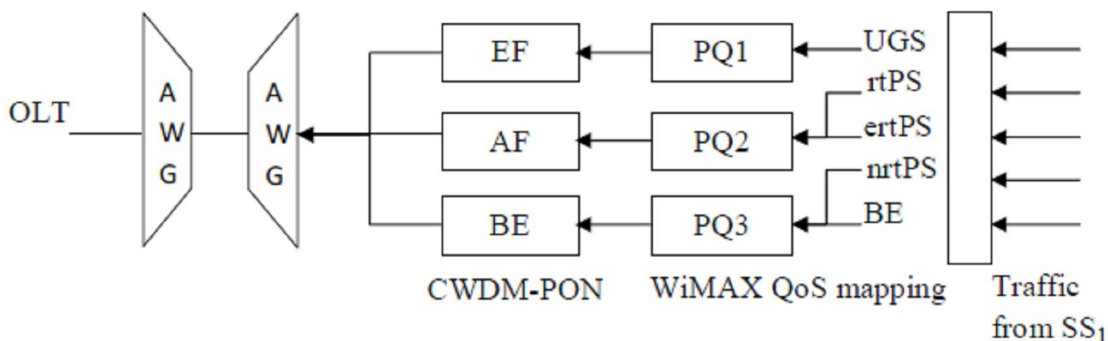 OLT
A
W
G
A
W
G
EF
PQ1
UGS
rtPS
AF
PQ2
ertPS
nrtPS
BE
PQ3
BE
CWDM-PON
WiMAX QoS mapping
Traffic
from SS1